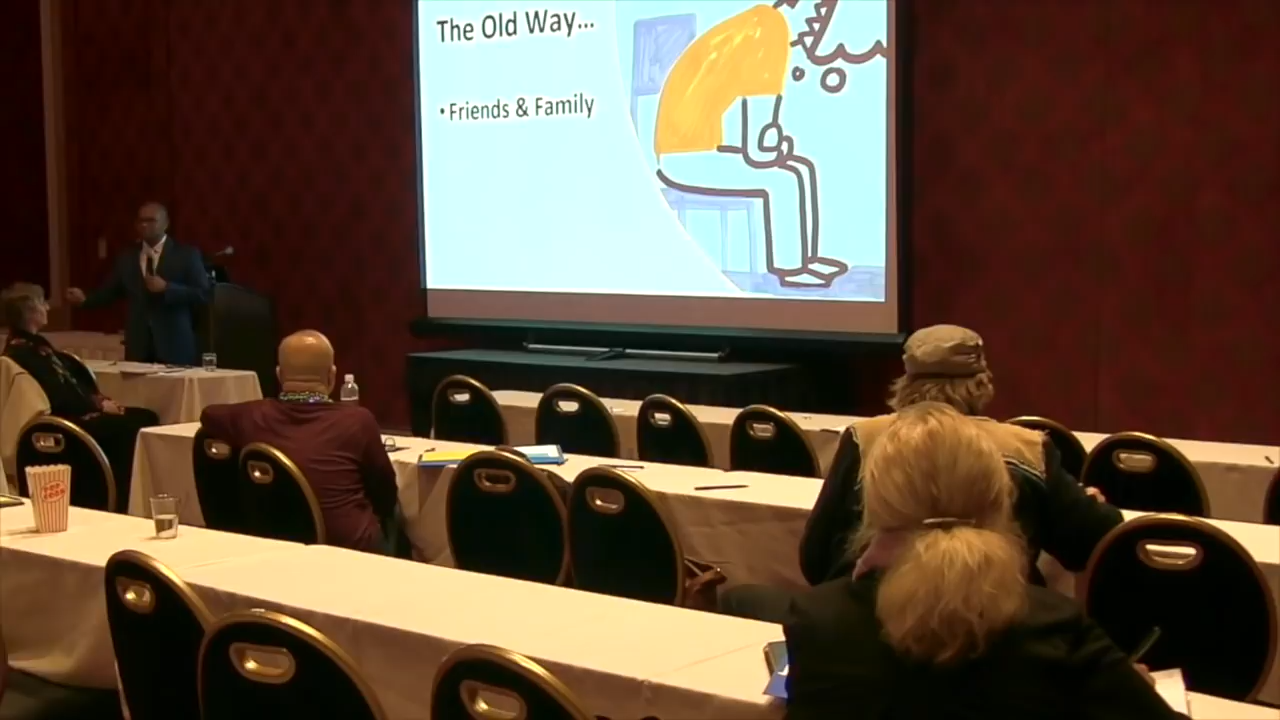 The Old Way...
•Friends & Family